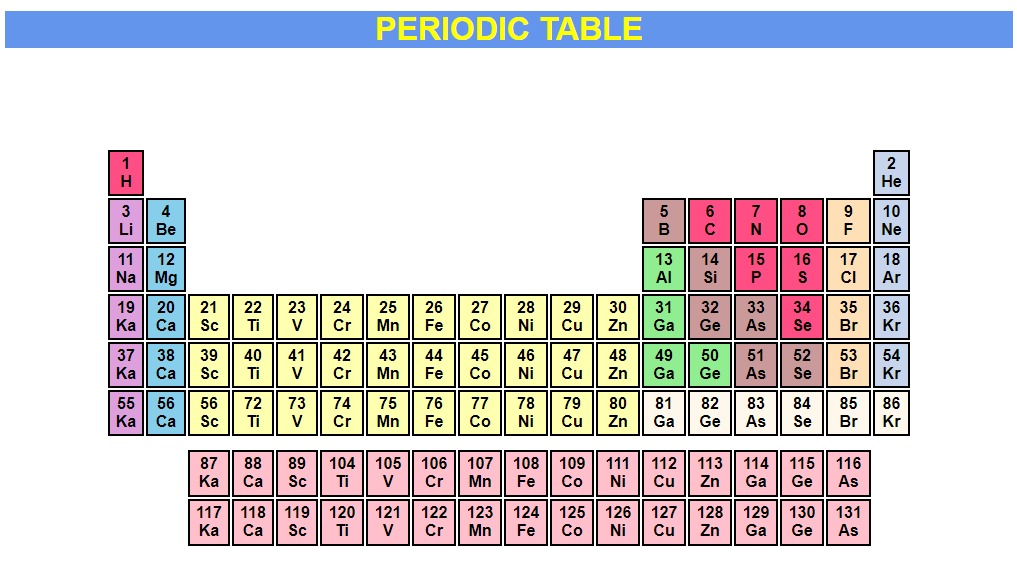 PERIODIC TABLE
1 2
H He
3 4 5 6 7 8 9 10
Li Be B C N O F Ne
11 12 13 14 15 16 17 18
Na Mg Al Si P S Cl Ar
19 20 21 22 23 24 25 26 27 28 29 30 31 32 33 34 35 36
Ka Ca Sc Ti V Cr Mn Fe Co Ni Cu Zn Ga Ge As Se Br Kr
37 38 39 40 41 42 43 44 45 46 47 48 49 50 51 52 53 54
Ka Ca Sc Ti V Cr Mn Fe Co Ni Cu Zn Ga Ge As Se Br Kr
55 56 56 72 73 74 75 76 77 78 79 80 81 82 83 84 85 86
Ka Ca Sc Ti V Cr Mn Fe Co Ni Cu Zn Ga Ge As Se Br Kr
87 88 89 104 105 106 107 108 109 111 112 113 114 115 116
Ka Ca Sc Ti V Cr Mn Fe Co Ni Cu Zn Ga Ge As
117 118 119 120 121 122 123 124 125 126 127 128 129 130 131
Ka Ca Sc Ti V Cr Mn Fe Co Ni Cu Zn Ga Ge As